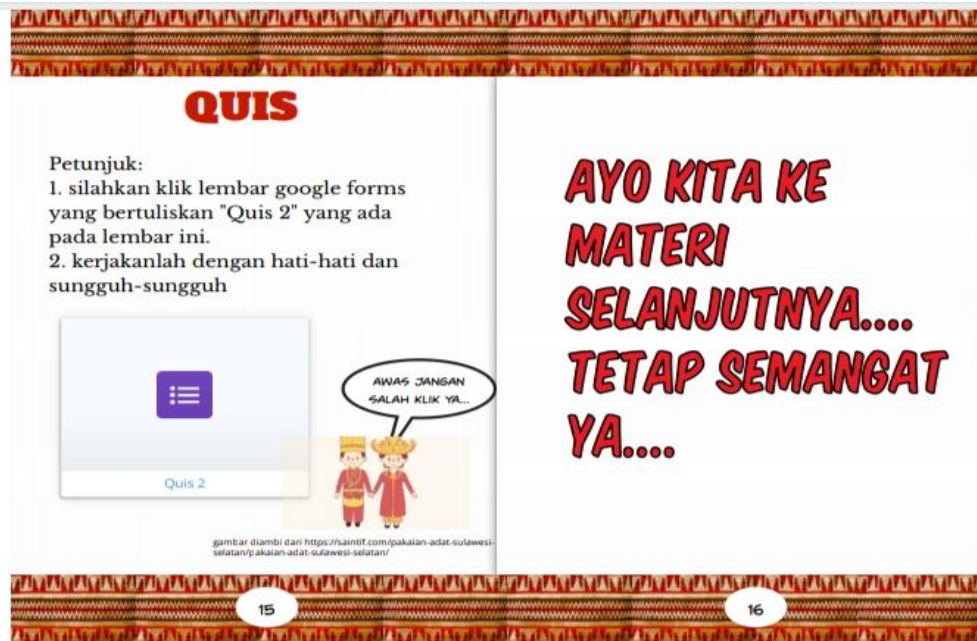 QUIS
Petunjuk:
1. silahkan klik lembar google forms
yang bertuliskan "Quis 2" yang ada
pada lembar ini.
2. kerjakanlah dengan hati-hati dan
sungguh-sungguh
AWAS JANGAN
SALAH KLIK YA...
Quis 2
gambar diambi dari https://saintif.com/pakaian-adat-sulawesi-
selatan/pakaian-adat-sulawesi-selatan/
15
AYO KITA KE
MATERI
SELANJUTNYA....
TETAP SEMANGAT
YA....
16